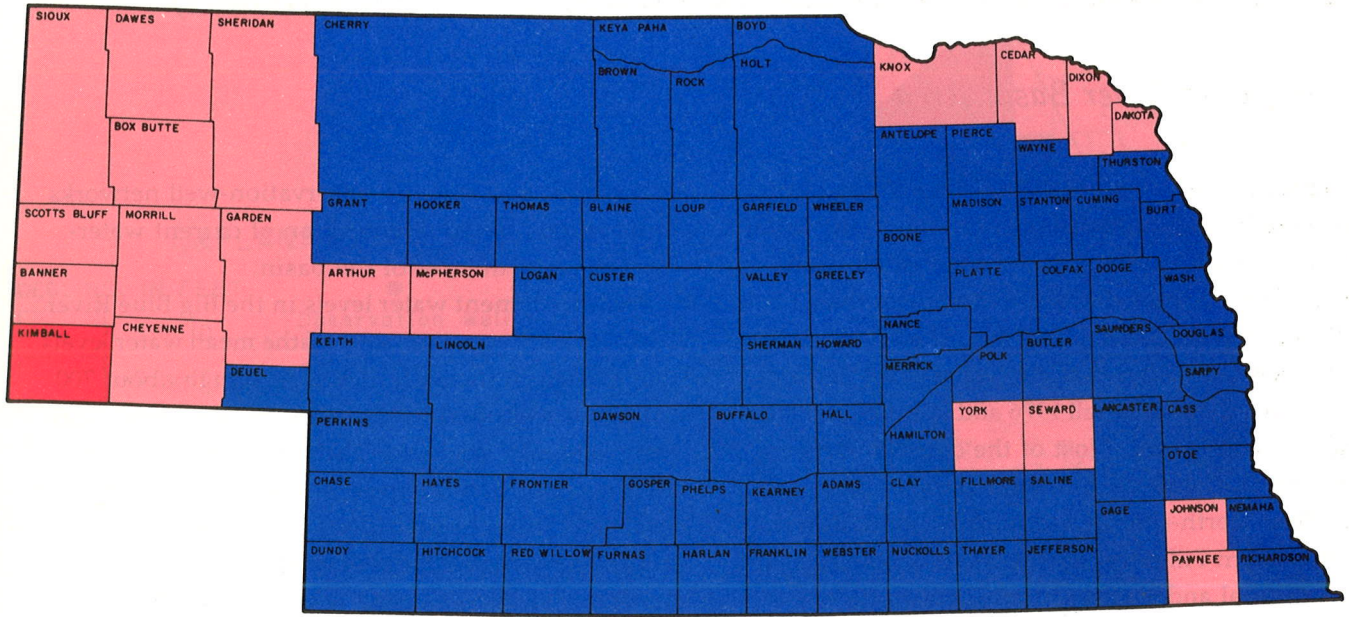 SIOUX
DAWES
SHERIDAN
CHERRY
KEYA PAHA
BOYD
BROWN
ROCK
HOLT
KNOX
CEDAR
DIXON
DAKOTA
BOX BUTTE
ANTELOPE
PIERCE
WAYNE
THURSTON
SCOTTS BLUFF
MORRILL
GARDEN
GRANT
HOOKER
THOMAS
BLAINE
LOUP
GARFIELD
WHEELER
MADISON
STANTON
CUMING
BURT
BOONE
BANNER
ARTHUR
McPHERSON
LOGAN
CUSTER
VALLEY
GREELEY
PLATTE
COLFAX
DODGE
WASH
KIMBALL
CHEYENNE
DEUEL
KEITH
LINCOLN
SHERMAN
HOWARD
NANCE
MERRICK
POLK
BUTLER
SAUNDERS
DOUGLAS
SARPY
PERKINS
DAWSON
BUFFALO
HALL
HAMILTON
YORK
SEWARD
LANCASTER
CASS
OTOE
CHASE
HAYES
FRONTIER
GOSPER
PHELPS
KEARNEY
ADAMS
CLAY
FILLMORE
SALINE
GAGE
JOHNSON
NEMAHA
DUNDY
HITCHCOCK
RED WILLOW
FURNAS
HARLAN
FRANKLIN
WEBSTER
NUCKOLLS
THAYER
JEFFERSON
PAWNEE
RICHARDSON